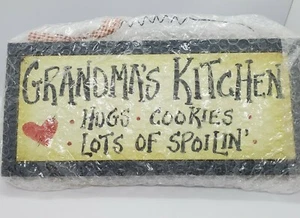 GRANDMA'S KITCHEN
• HUGS • COOKIES
• LOTS OF SPOILIN' •